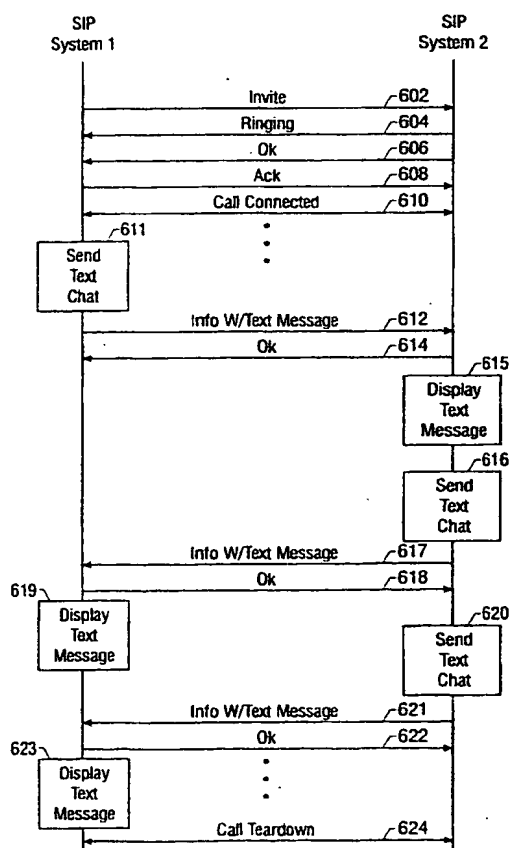 SIP
System 1
SIP
System 2
Invite 602
Ringing 604
Ok 606
Ack 608
Call Connected 610
611
Send
Text
Chat
Info W/Text Message 612
Ok 614
615
Display
Text
Message
616
Send
Text
Chat
Info W/Text Message 617
Ok 618
619
Display
Text
Message
620
Send
Text
Chat
Info W/Text Message 621
Ok 622
623
Display
Text
Message
Call Teardown 624